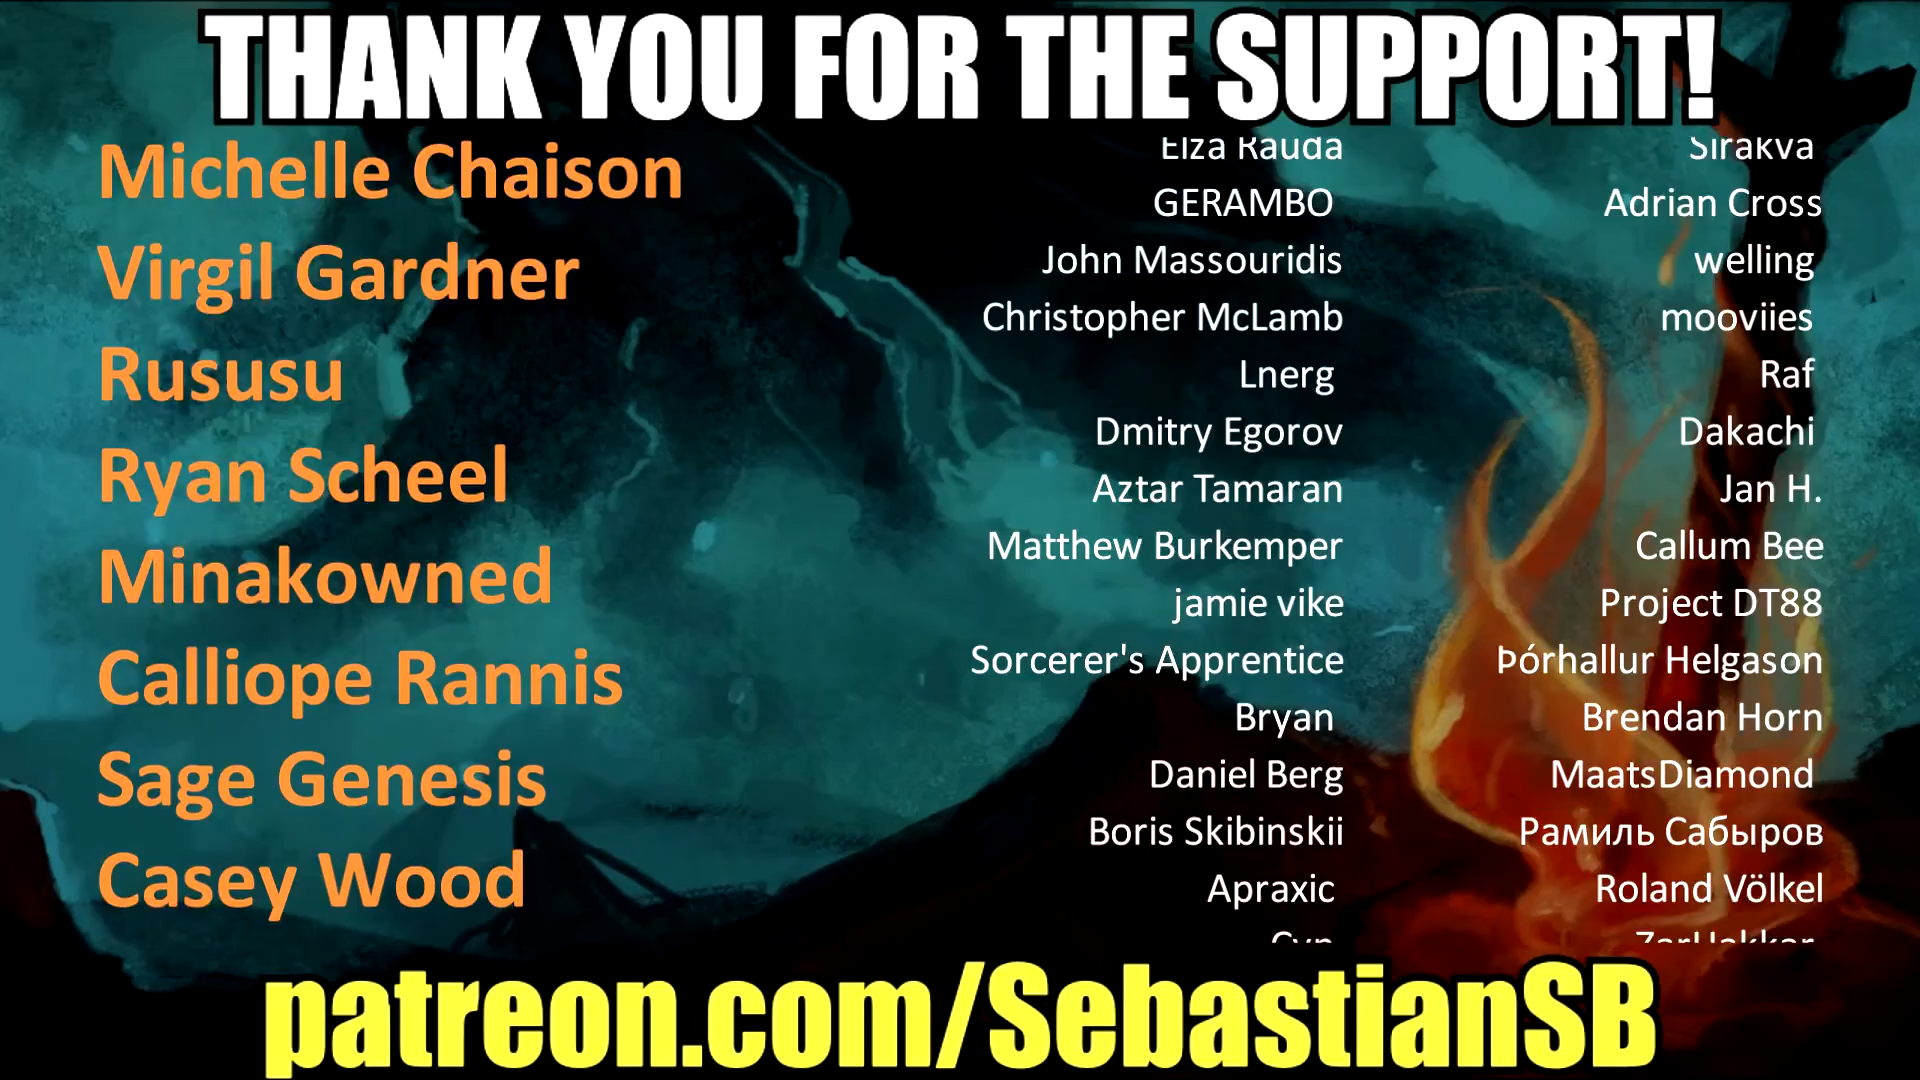 THANK YOU FOR THE SUPPORT!
Michelle Chaison
Virgil Gardner
Rususu
Ryan Scheel
Minakowned
Calliope Rannis
Sage Genesis
Casey Wood
Elza Rauda
GERAMBO
John Massouridis
Christopher McLamb
Lnerg
Dmitry Egorov
Aztar Tamaran
Matthew Burkemper
jamie vike
Sorcerer's Apprentice
Bryan
Daniel Berg
Boris Skibinskii
Apraxic
Sirakva
Adrian Cross
welling
mooviies
Raf
Dakachi
Jan H.
Callum Bee
Project DT88
Þórhallur Helgason
Brendan Horn
MaatsDiamond
Рамиль Сабыров
Roland Völkel
patreon.com/SebastianSB